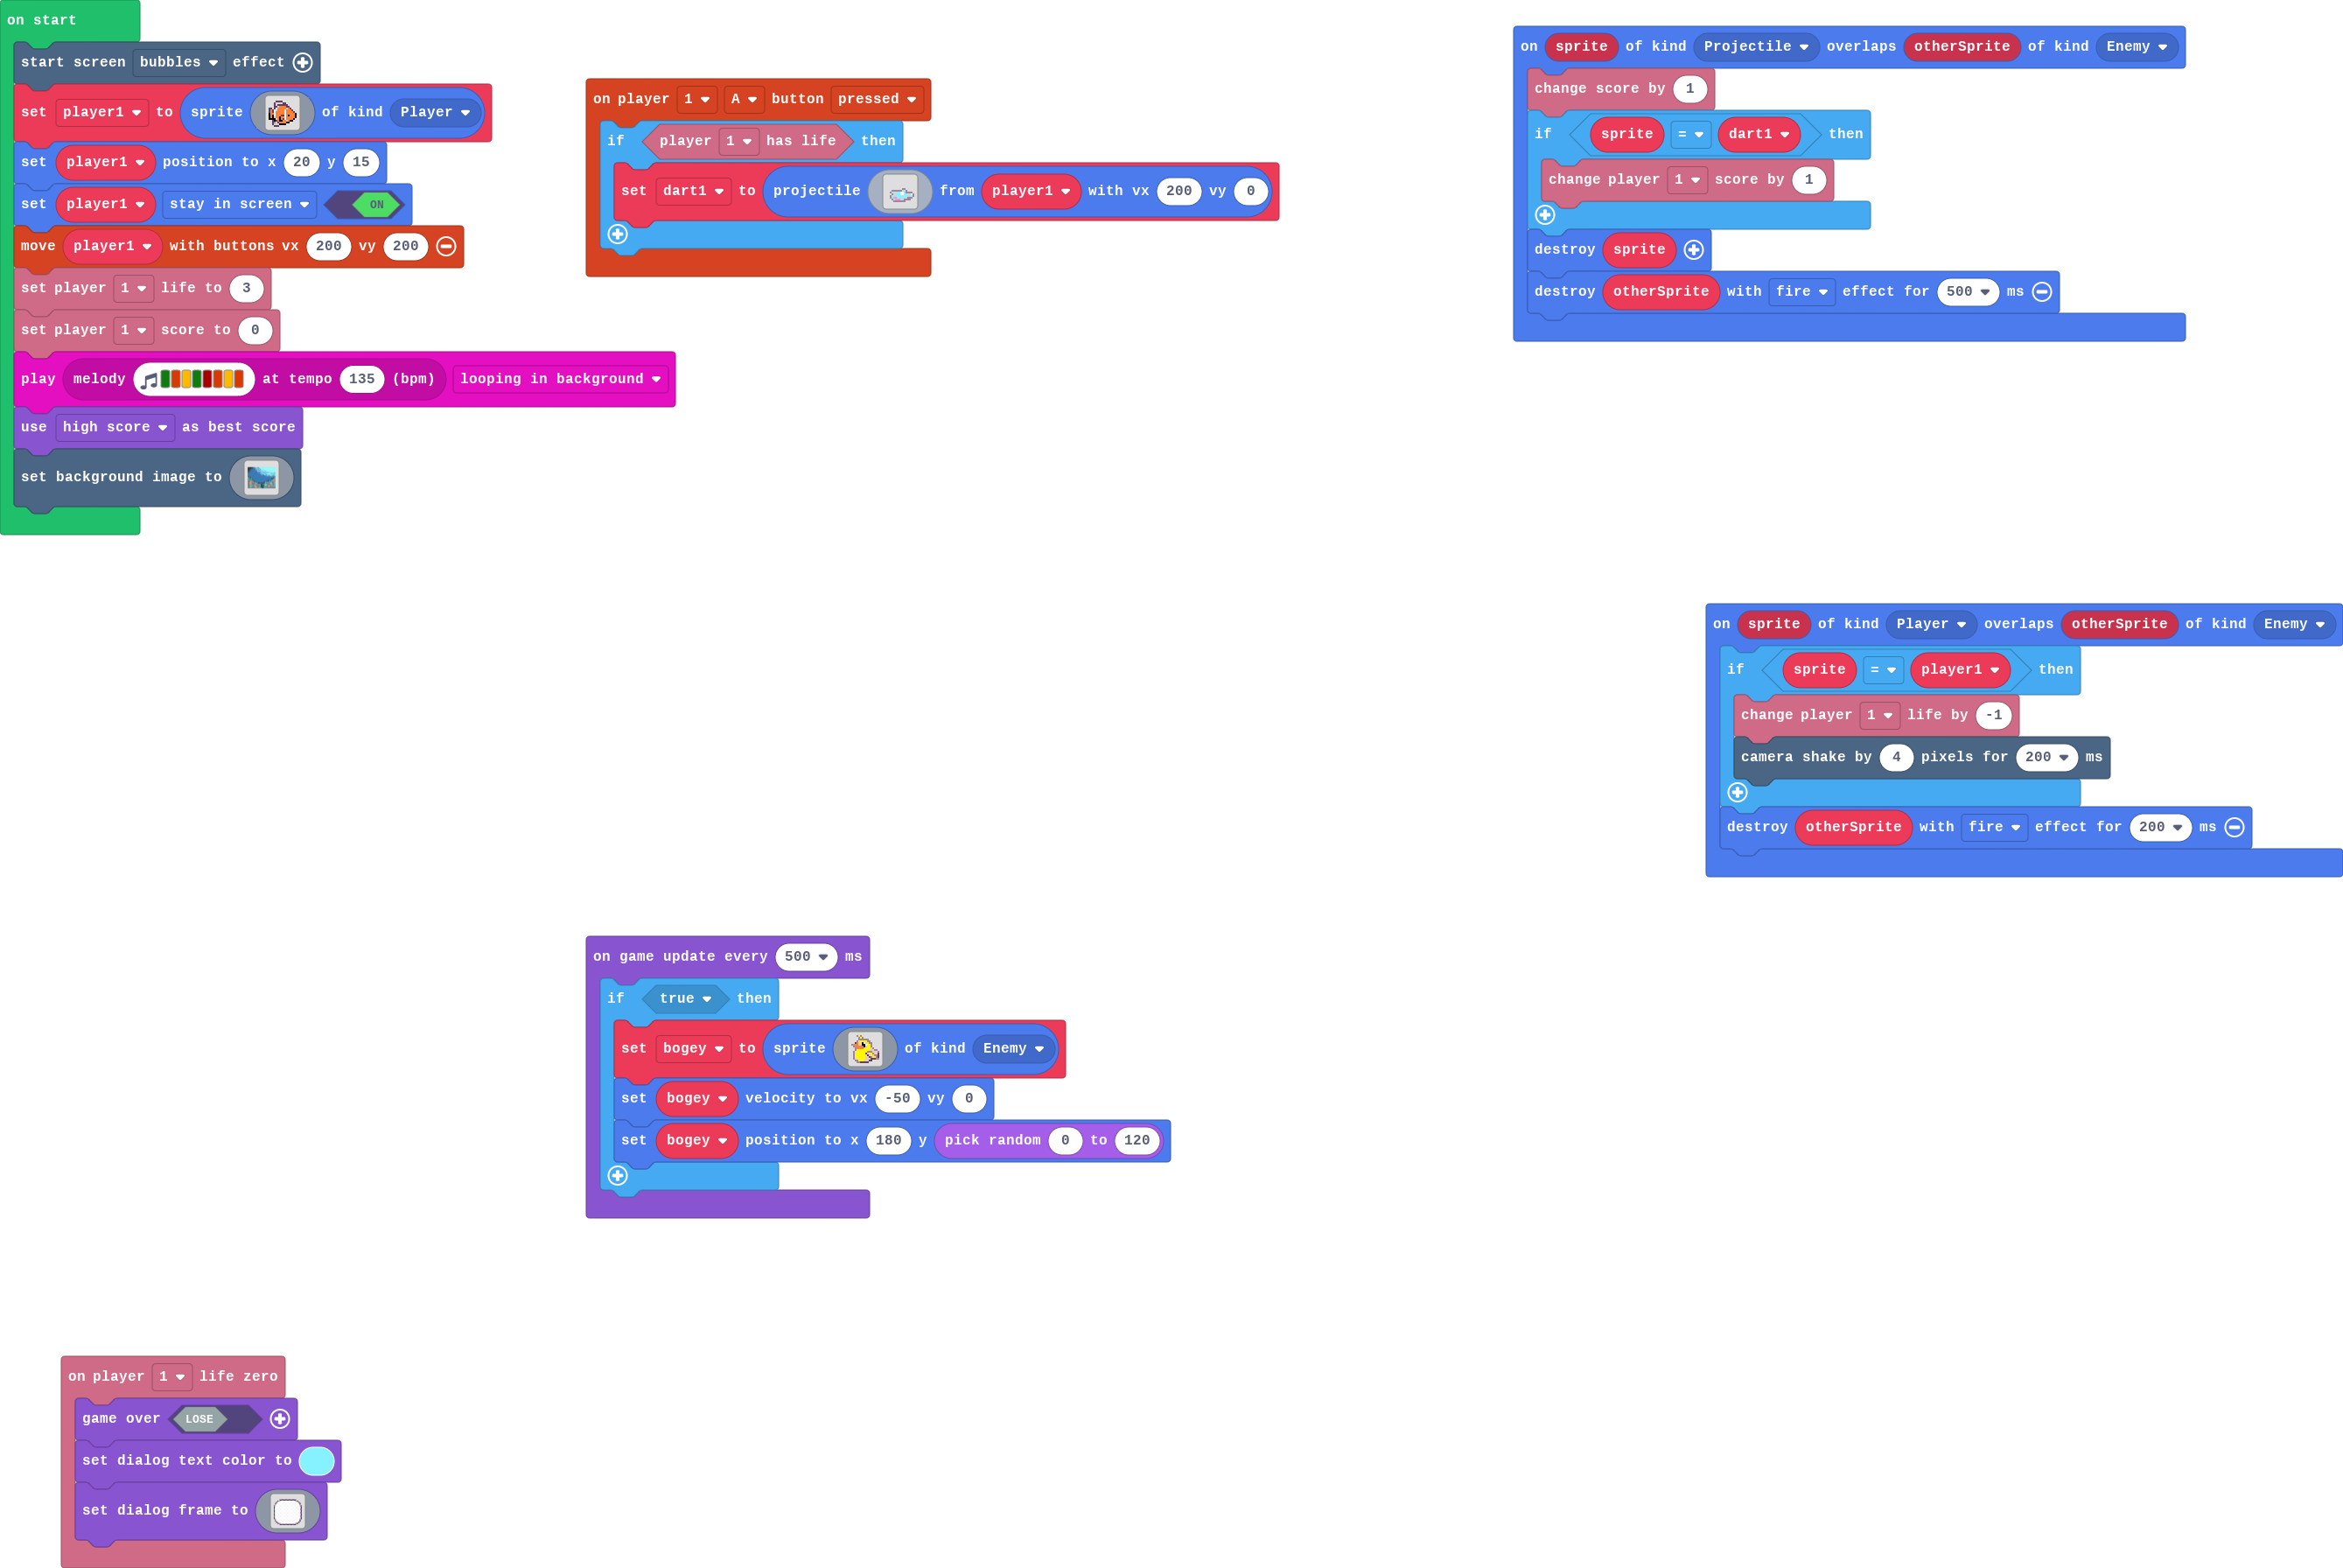 on start
start screen bubbles effect
set player1 to sprite of kind Player
set player1 position to x 20 y 15
set player1 stay in screen ON
move player1 with buttons vx 200 vy 200
set player 1 life to 3
set player 1 score to 0
play melody at tempo 135 (bpm) looping in background
use high score as best score
set background image to
on player 1 A button pressed
if player 1 has life then
set dart1 to projectile from player1 with vx 200 vy 0
on sprite of kind Projectile overlaps otherSprite of kind Enemy
change score by 1
if sprite = dart1 then
change player 1 score by 1
destroy sprite
destroy otherSprite with fire effect for 500 ms
on sprite of kind Player overlaps otherSprite of kind Enemy
if sprite = player1 then
change player 1 life by -1
camera shake by 4 pixels for 200 ms
destroy otherSprite with fire effect for 200 ms
on game update every 500 ms
if true then
set bogey to sprite of kind Enemy
set bogey velocity to vx -50 vy 0
set bogey position to x 180 y pick random 0 to 120
on player 1 life zero
game over LOSE
set dialog text color to
set dialog frame to